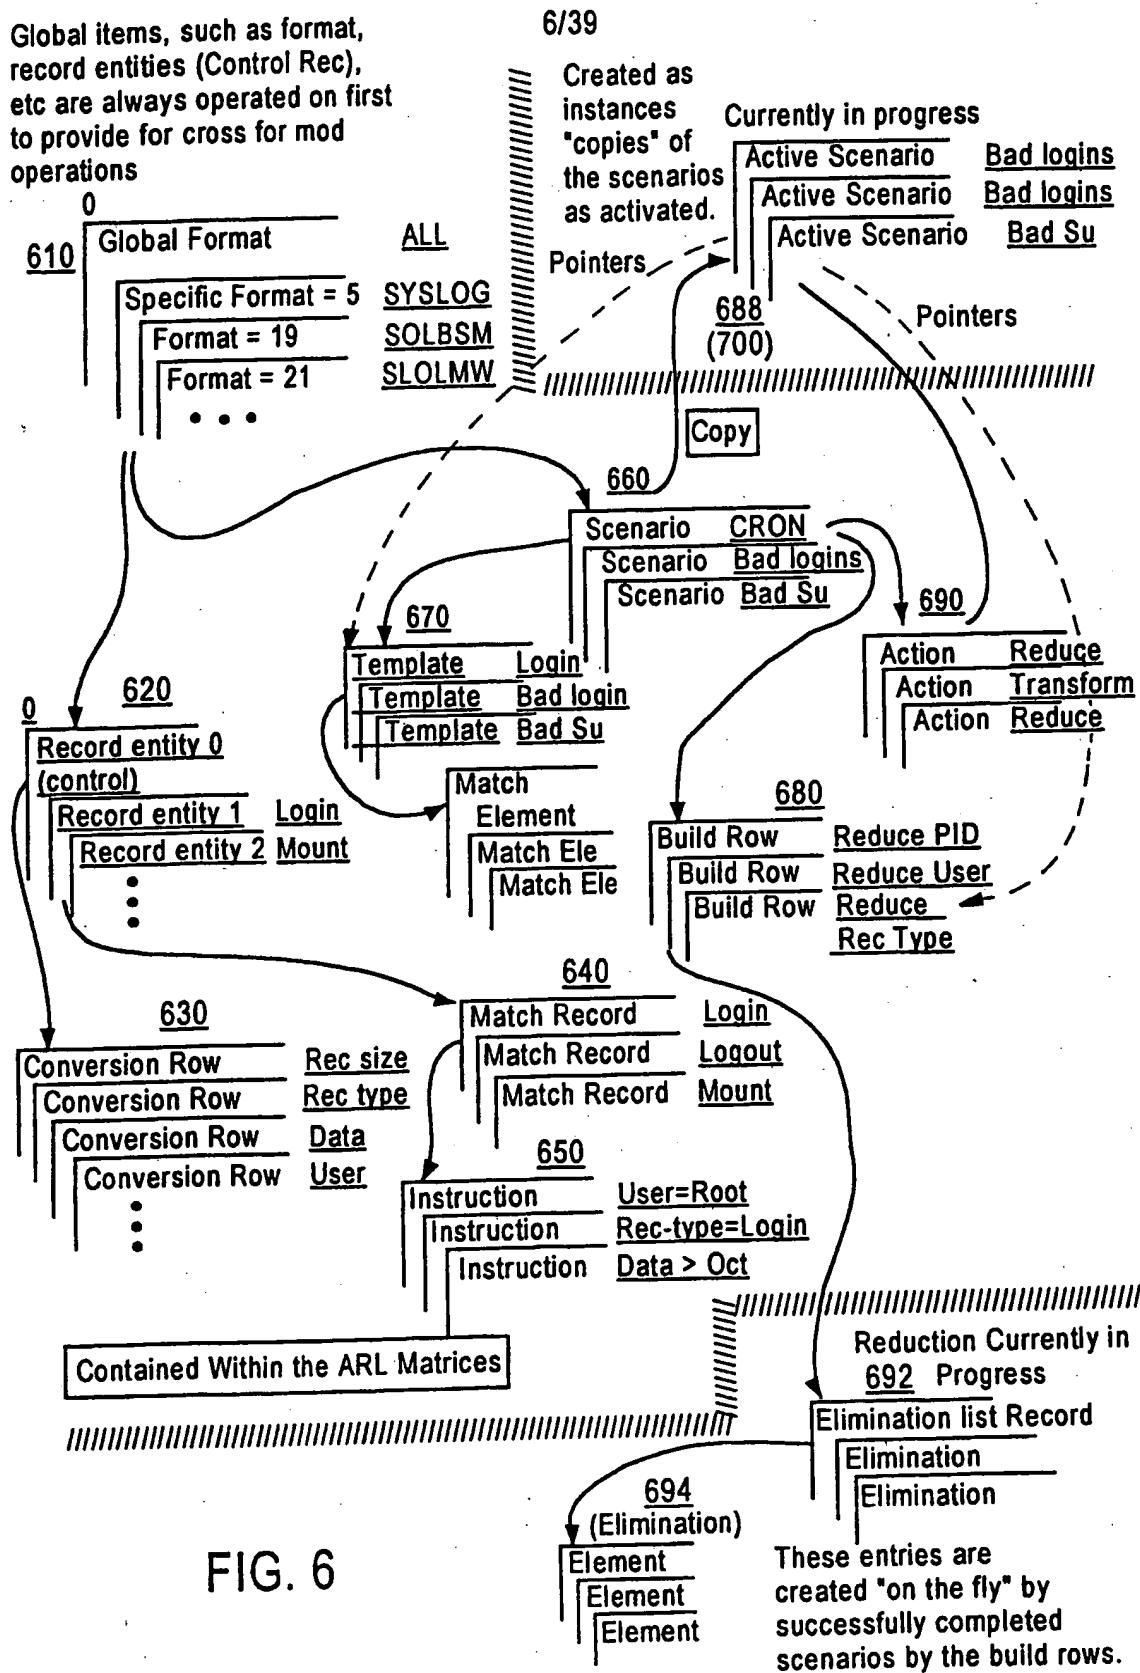 Global items, such as format,
record entities (Control Rec),
etc are always operated on first
to provide for cross for mod
operations
6/39
Created as
instances
"copies" of
the scenarios
as activated.
Currently in progress
Active Scenario Bad logins
Active Scenario Bad logins
Active Scenario Bad Su
688
(700)
Pointers
Pointers
0
610
Global Format ALL
Specific Format = 5 SYSLOG
Format = 19 SOLBSM
Format = 21 SLOLMW
Copy
660
Scenario CRON
Scenario Bad logins
Scenario Bad Su
690
Action Reduce
Action Transform
Action Reduce
670
Template Login
Template Bad login
Template Bad Su
Match
Element
Match Ele
Match Ele
0
620
Record entity 0
(control)
Record entity 1 Login
Record entity 2 Mount
680
Build Row Reduce PID
Build Row Reduce User
Build Row Reduce
Rec Type
630
Conversion Row Rec size
Conversion Row Rec type
Conversion Row Data
Conversion Row User
640
Match Record Login
Match Record Logout
Match Record Mount
650
Instruction User=Root
Instruction Rec-type=Login
Instruction Data > Oct
Contained Within the ARL Matrices
Reduction Currently in
692 Progress
Elimination list Record
Elimination
Elimination
694
(Elimination)
Element
Element
Element
These entries are
created "on the fly" by
successfully completed
scenarios by the build rows.
FIG. 6